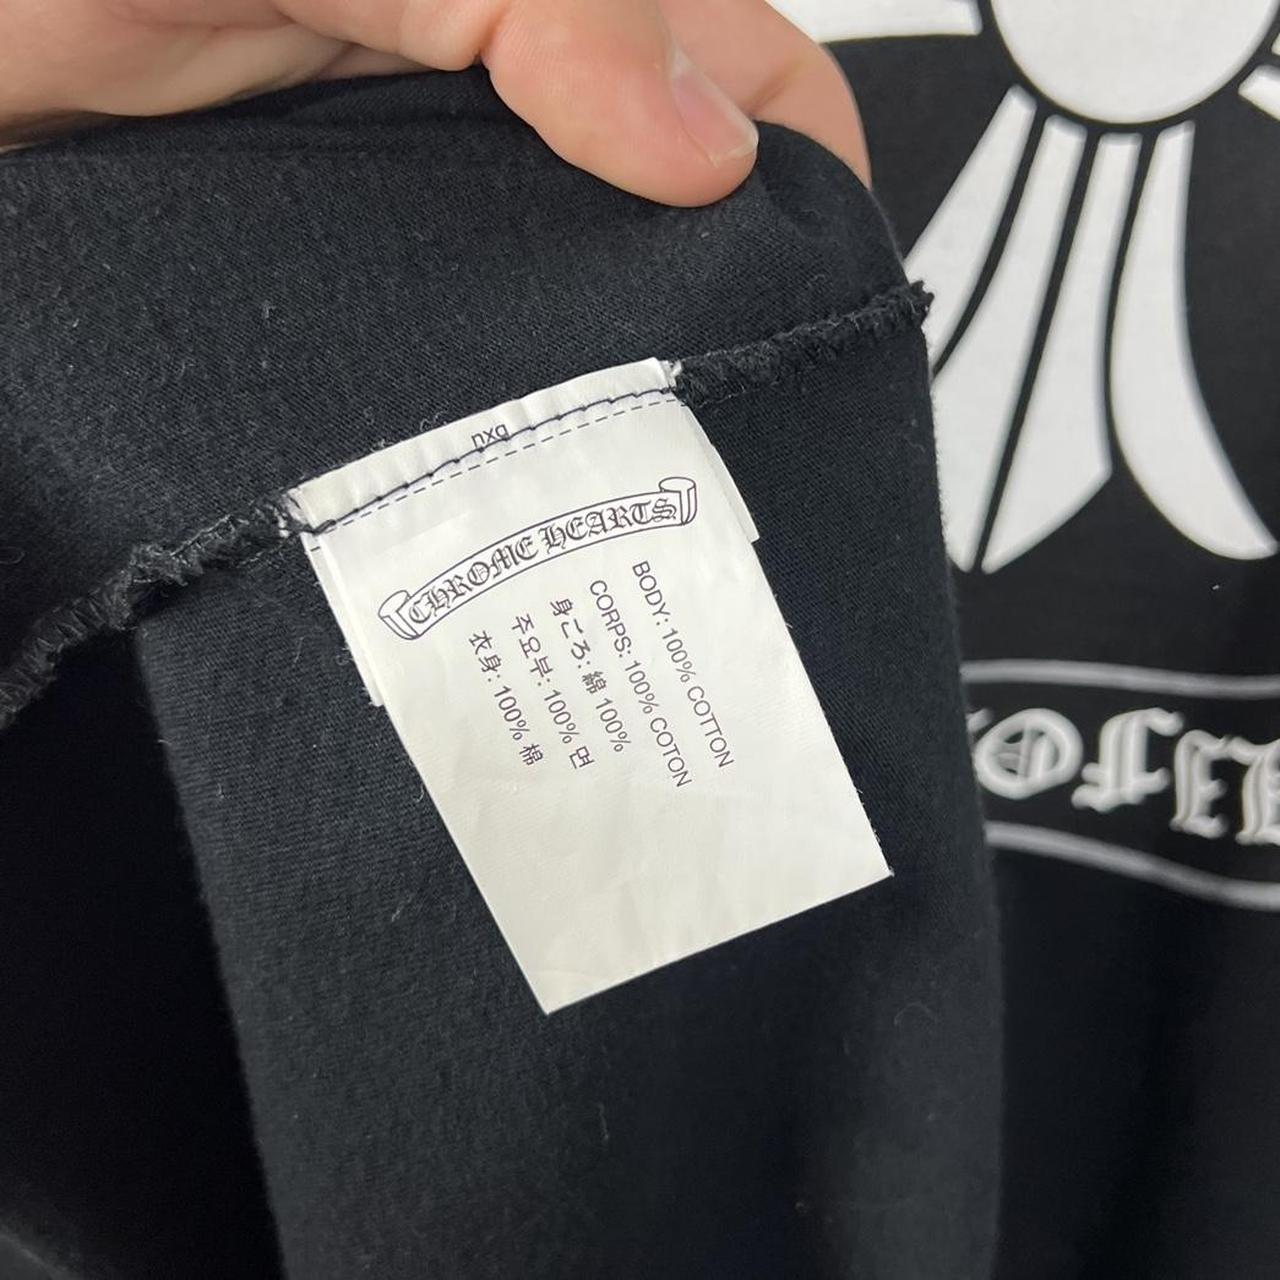 nxq
CHROME HEARTS
BODY: 100% COTTON
CORPS: 100% COTON
身ごろ: 綿 100%
주요부: 100% 면
衣身: 100% 棉